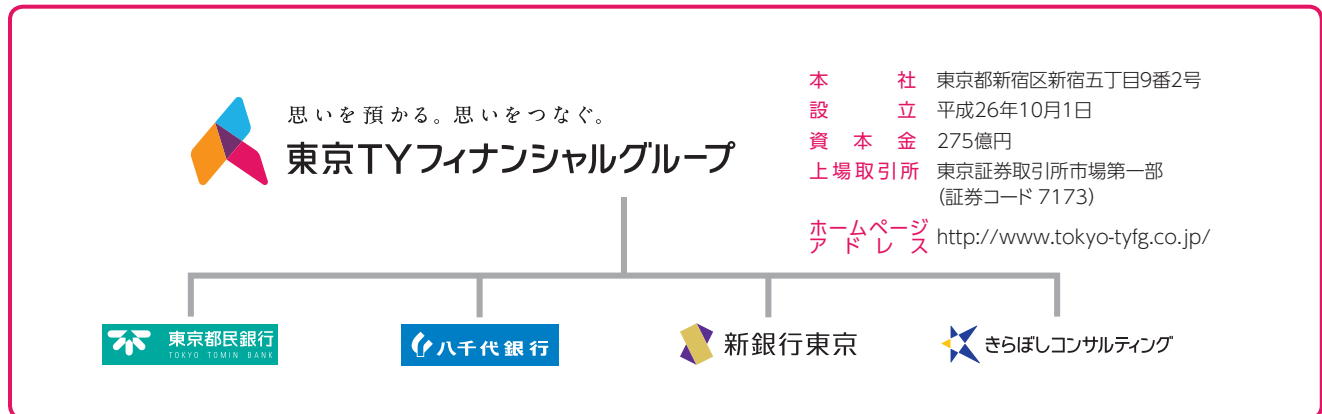 思いを預かる。思いをつなぐ。
東京TYフィナンシャルグループ
本社 東京都新宿区新宿五丁目9番2号
設立 平成26年10月1日
資本金 275億円
上場取引所 東京証券取引所市場第一部
(証券コード 7173)
ホームページ
アドレス http://www.tokyo-tyfg.co.jp/
東京都民銀行
TOKYO TOMIN BANK
八千代銀行
新銀行東京
きらぼしコンサルティング